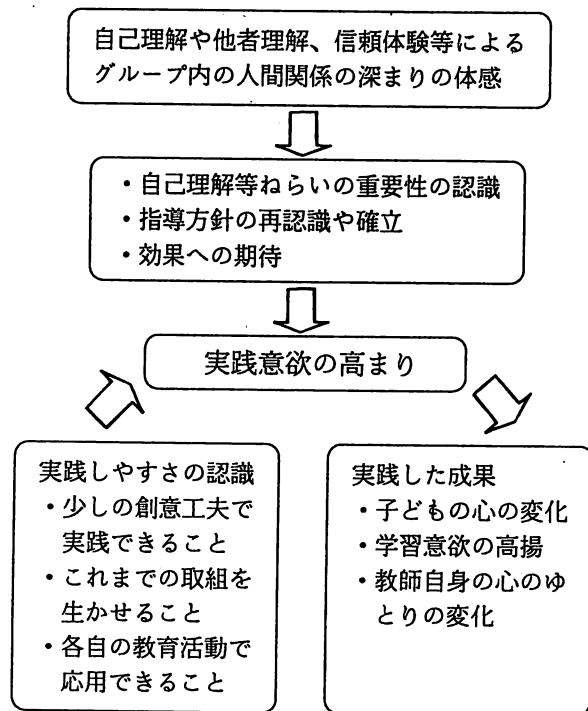 自己理解や他者理解、信頼体験等による
グループ内の人間関係の深まりの体感
・自己理解等ねらいの重要性の認識
・指導方針の再認識や確立
・効果への期待
実践意欲の高まり
実践しやすさの認識
・少しの創意工夫で
実践できること
・これまでの取組を
生かせること
・各自の教育活動で
応用できること
実践した成果
・子どもの心の変化
・学習意欲の高揚
・教師自身の心のゆ
とりの変化